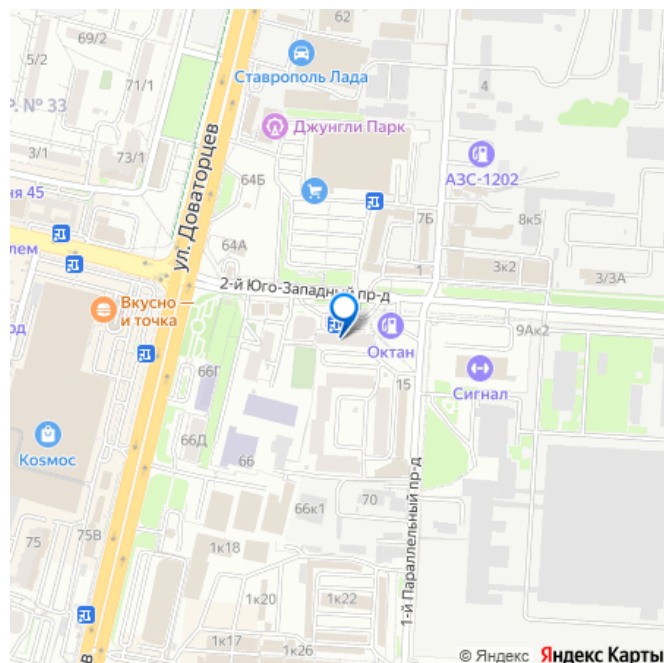 62
69/2
5/2
Ставрополь Лада
71/1
4
Р. № 33
Джунгли Парк
3/1
73/1
АЗС-1202
64Б
ня 45
7Б
8к5
ул. Доваторцев
64А
лем
3к2
1
3/3А
2-й Юго-Западный пр-д
Вкусно —
и точка
рд
9Ак2
Октан
66Г
15
Сигнал
66Д
Kosмос
66
1-й Параллельный пр-д
70
66к1
75В
75
1к18
1к20
1к22
1к17
1к26
в
© Яндекс Яндекс Карты